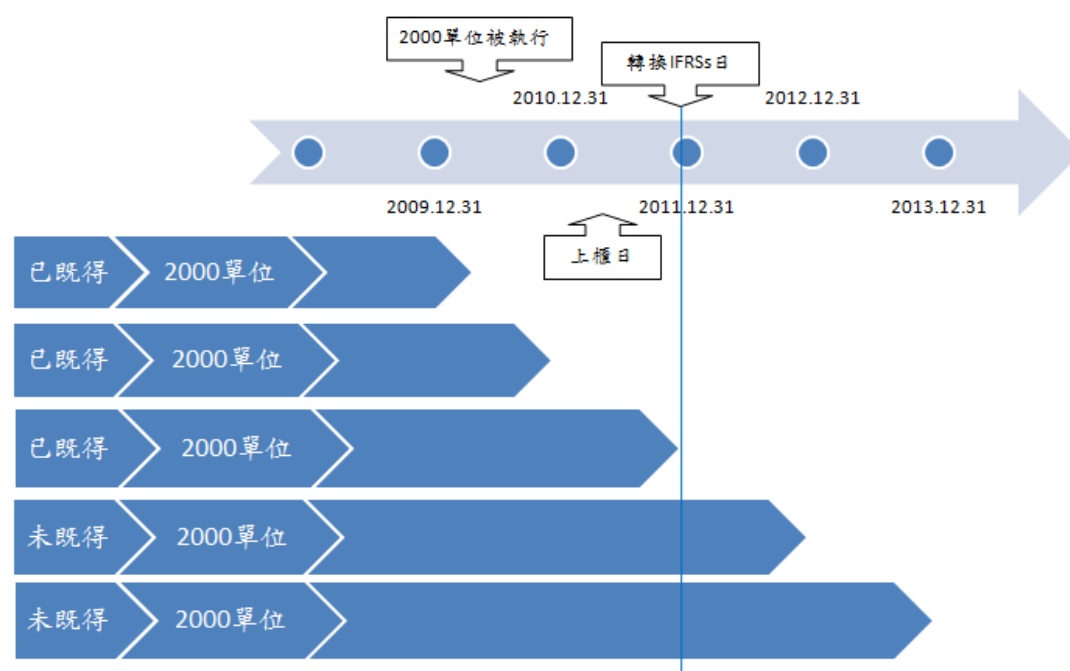 2000單位被執行
轉換IFRSs日
2010.12.31
2012.12.31
2009.12.31
2011.12.31
2013.12.31
上櫃日
已既得
2000單位
已既得
2000單位
已既得
2000單位
未既得
2000單位
未既得
2000單位